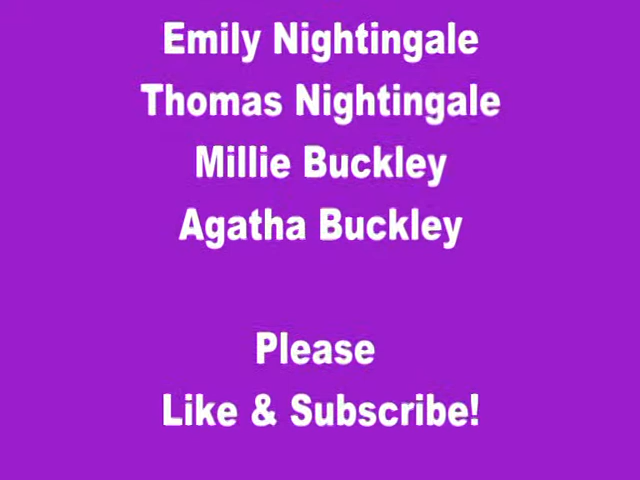 Emily Nightingale
Thomas Nightingale
Millie Buckley
Agatha Buckley
Please
Like & Subscribe!